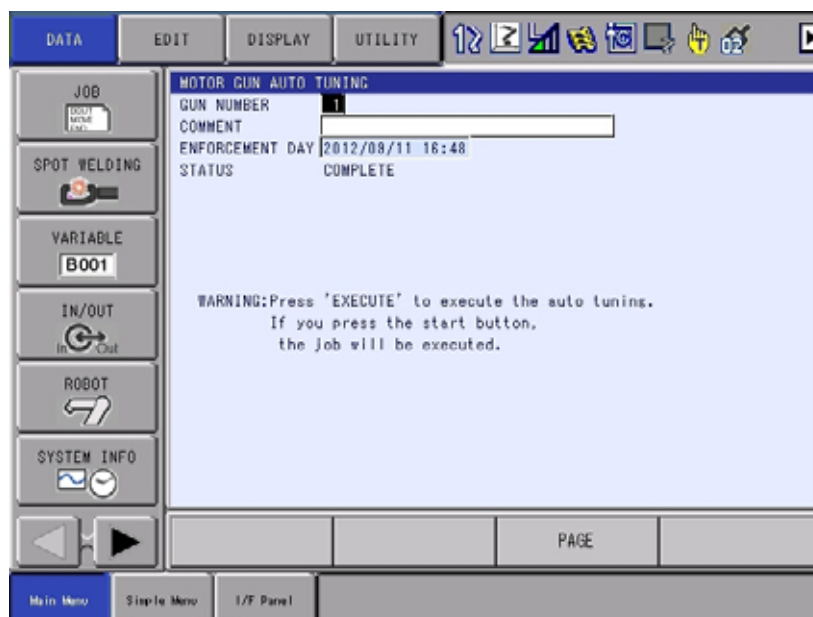 DATA EDIT DISPLAY UTILITY
JOB
SPOT WELDING
VARIABLE
B001
IN/OUT
In Out
ROBOT
SYSTEM INFO
MOTOR GUN AUTO TUNING
GUN NUMBER 1
COMMENT
ENFORCEMENT DAY 2012/09/11 16:48
STATUS COMPLETE
WARNING:Press 'EXECUTE' to execute the auto tuning.
If you press the start button,
the job will be executed.
PAGE
Main Menu Simple Menu I/F Panel